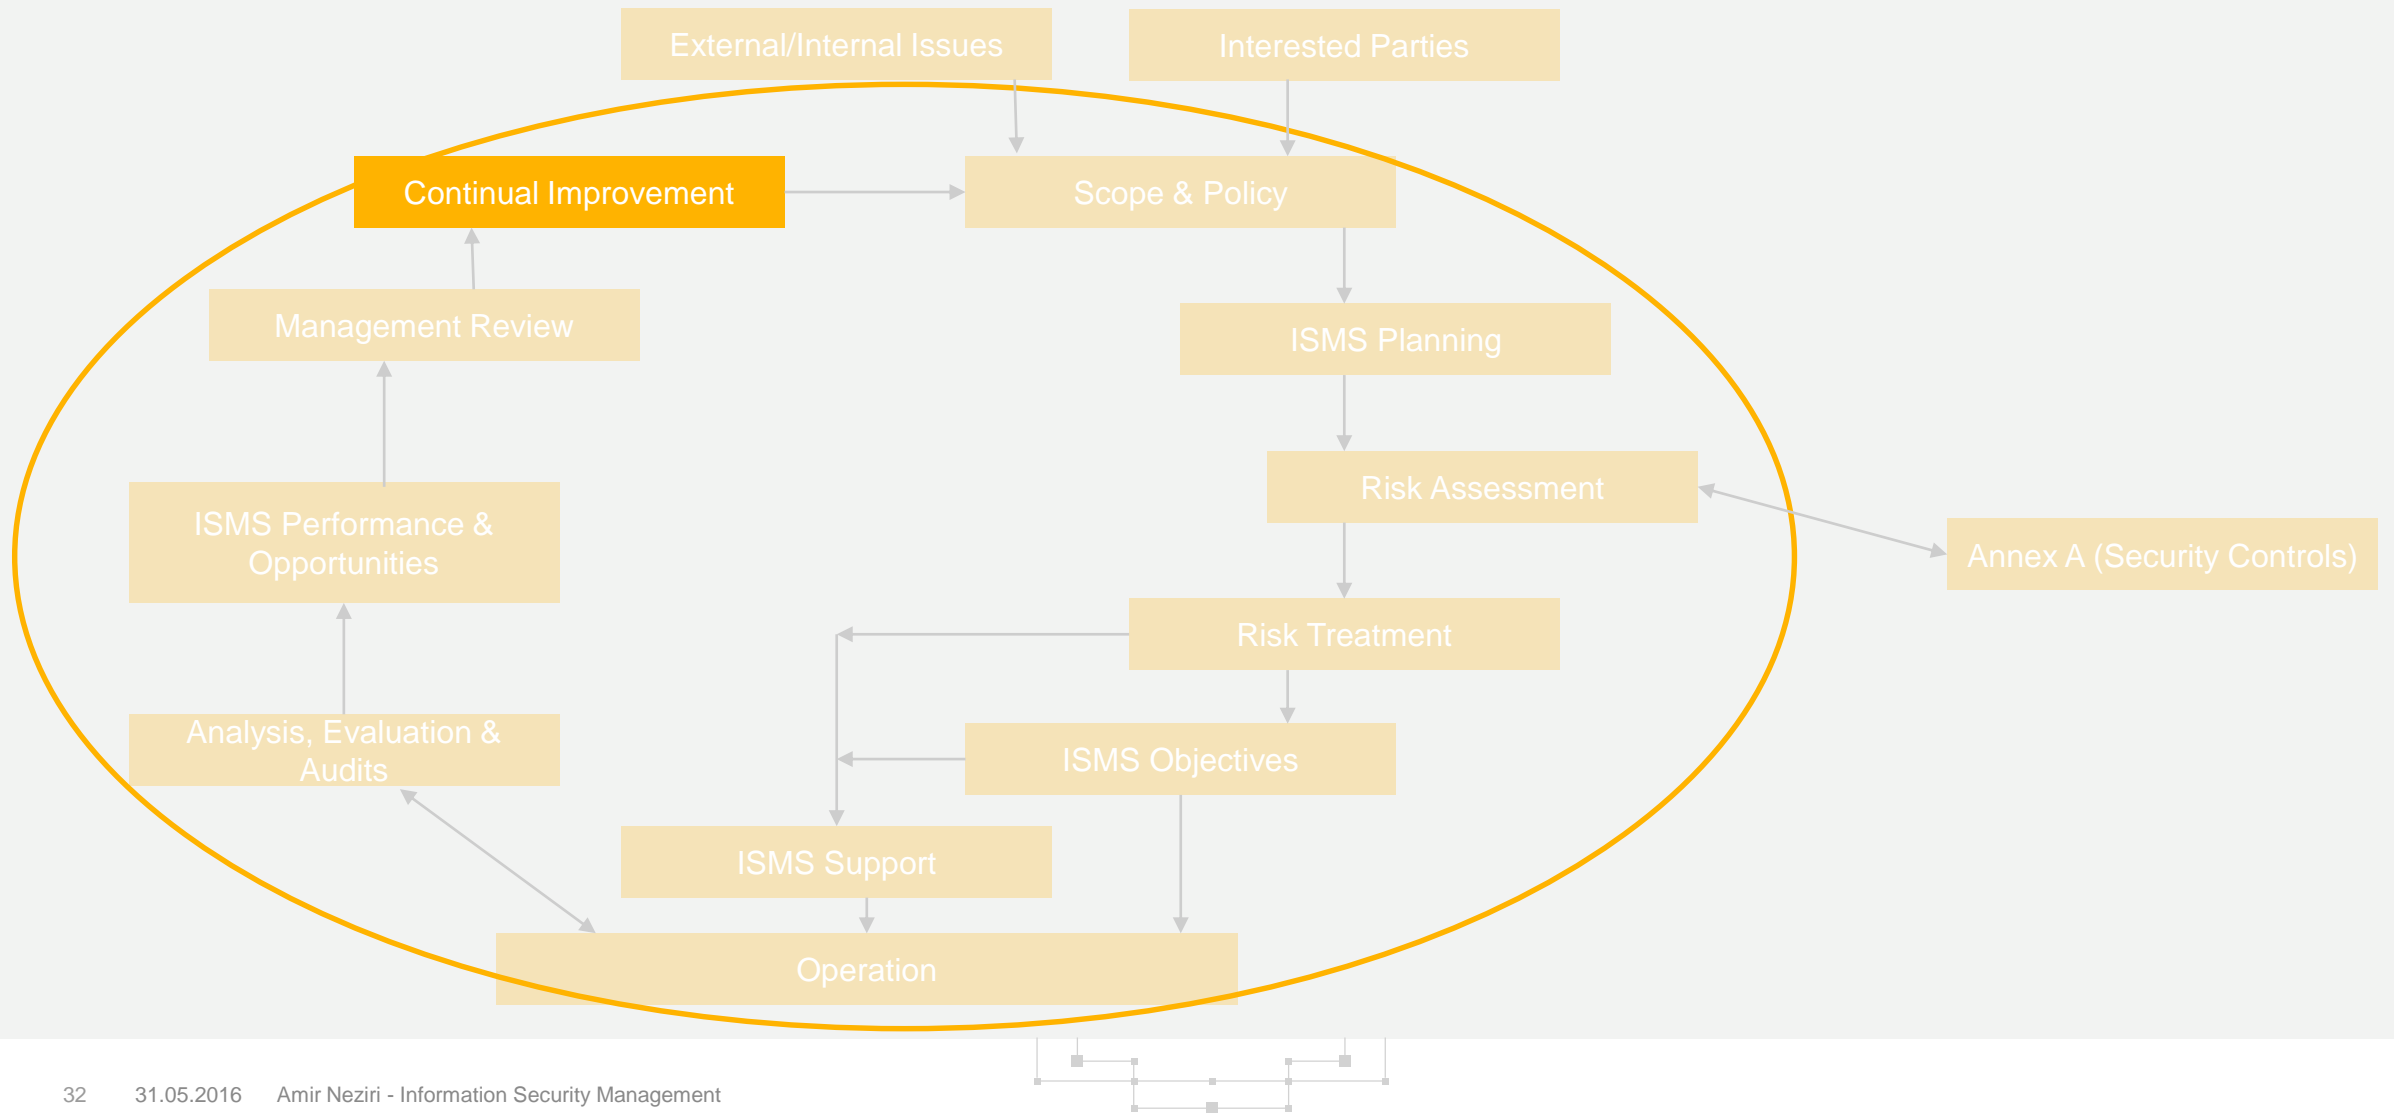 External/Internal Issues
Interested Parties
Continual Improvement
Scope & Policy
Management Review
ISMS Planning
Risk Assessment
ISMS Performance &
Opportunities
Annex A (Security Controls)
Risk Treatment
Analysis, Evaluation &
Audits
ISMS Objectives
ISMS Support
Operation
32 31.05.2016 Amir Neziri - Information Security Management